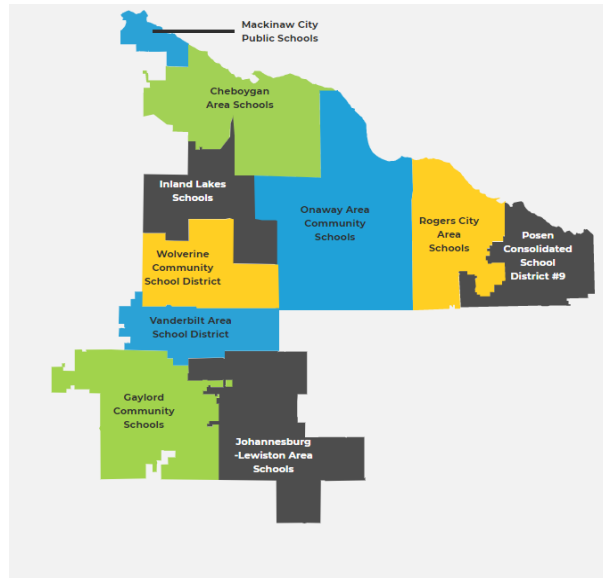 Mackinaw City
Public Schools
Cheboygan
Area Schools
Inland Lakes
Schools
Onaway Area
Community
Schools
Rogers City
Area
Schools
Posen
Consolidated
School
District #9
Wolverine
Community
School District
Vanderbilt Area
School District
Gaylord
Community
Schools
Johannesburg
-Lewiston Area
Schools